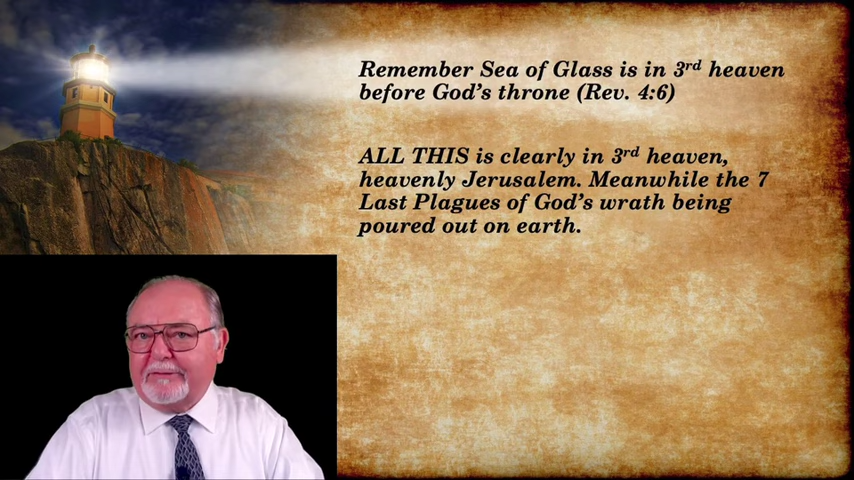 Remember Sea of Glass is in 3rd heaven
before God's throne (Rev. 4:6)
ALL THIS is clearly in 3rd heaven,
heavenly Jerusalem. Meanwhile the 7
Last Plagues of God's wrath being
poured out on earth.